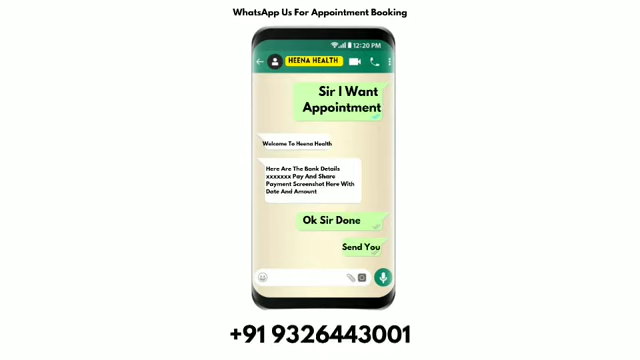 WhatsApp Us For Appointment Booking
12:20 PM
HEENA HEALTH
Sir I Want
Appointment
Welcome To Heena Health
Here Are The Bank Details
xxxxxxx Pay And Share
Payment Screenshot Here With
Date And Amount
Ok Sir Done
Send You
+91 9326443001